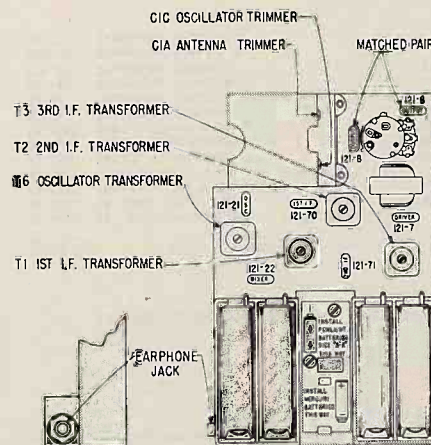 C1C OSCILLATOR TRIMMER
C1A ANTENNA TRIMMER
MATCHED PAIR
121-8
121-8
T3 3RD I.F. TRANSFORMER
T2 2ND I.F. TRANSFORMER
T6 OSCILLATOR TRANSFORMER
121-21
OSC
1ST I.F.
121-70
DRIVER
121-7
T1 1ST I.F. TRANSFORMER
121-22
MIXER
121-71
EARPHONE
JACK
INSTALL
PENLIGHT
BATTERIES
THIS WAY
INSTALL
MERCURY
BATTERIES
THIS WAY